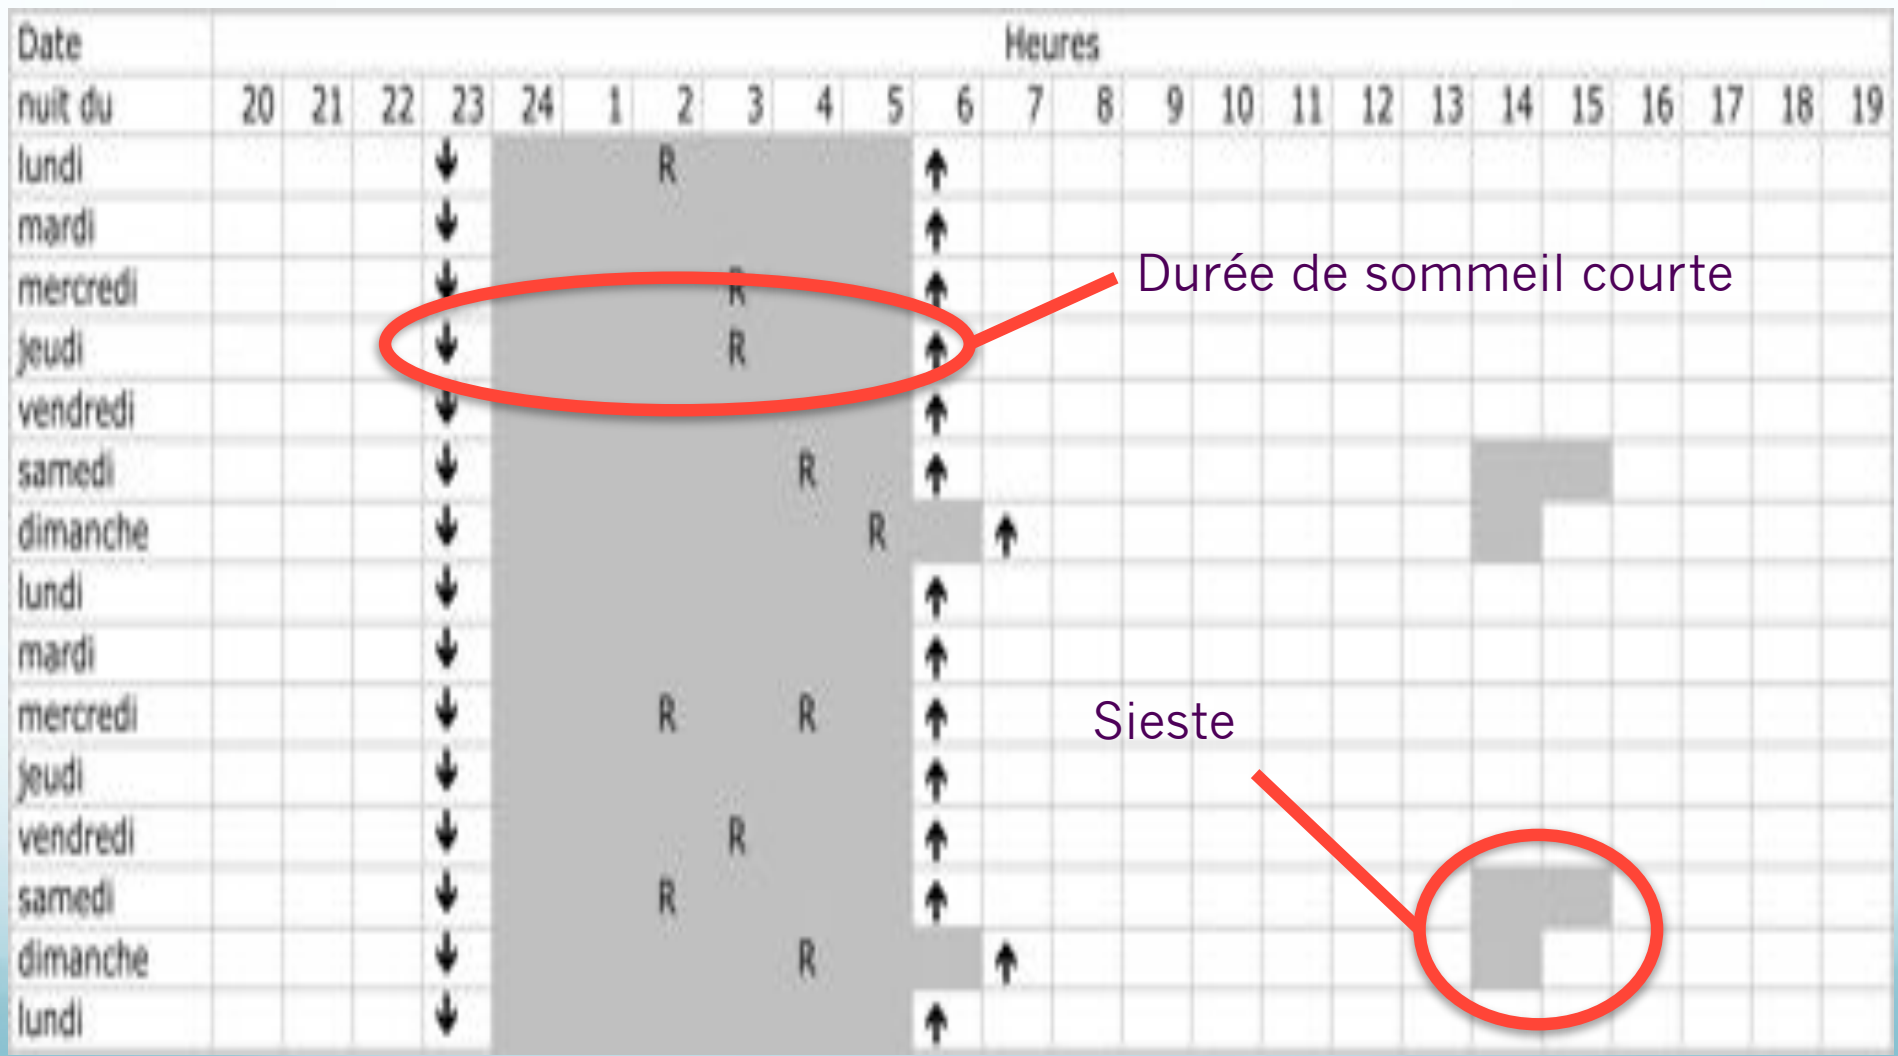 Date Heures
nuit du 20 21 22 23 24 1 2 3 4 5 6 7 8 9 10 11 12 13 14 15 16 17 18 19
lundi ↓ R ↑
mardi ↓ ↑
mercredi ↓ R ↑
Durée de sommeil courte
jeudi ↓ R ↑
vendredi ↓ ↑
samedi ↓ R ↑
dimanche ↓ R ↑
lundi ↓ ↑
mardi ↓ ↑
mercredi ↓ R R ↑
Sieste
jeudi ↓ ↑
vendredi ↓ R ↑
samedi ↓ R ↑
dimanche ↓ R ↑
lundi ↓ ↑